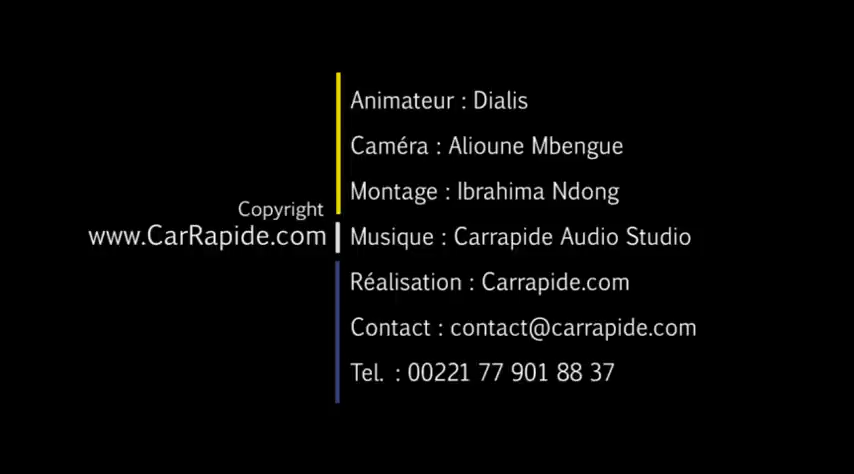 Copyright
www.CarRapide.com
Animateur : Dialis
Caméra : Alioune Mbengue
Montage : Ibrahima Ndong
Musique : Carrapide Audio Studio
Réalisation : Carrapide.com
Contact : contact@carrapide.com
Tel. : 00221 77 901 88 37